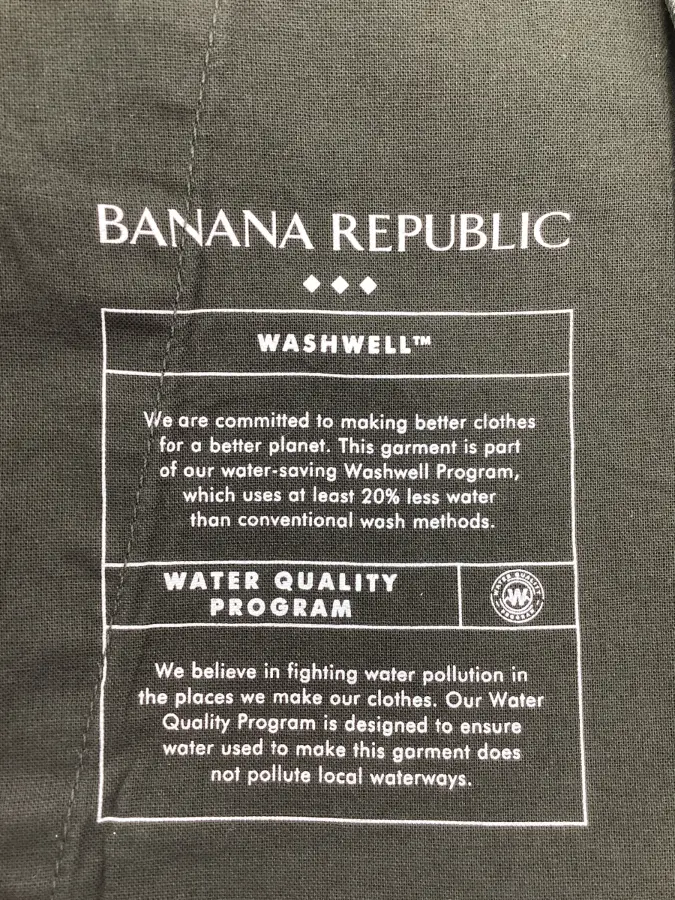 BANANA REPUBLIC
WASHWELL™
We are committed to making better clothes
for a better planet. This garment is part
of our water-saving Washwell Program,
which uses at least 20% less water
than conventional wash methods.
WATER QUALITY
PROGRAM
WATER QUALITY
W
PROGRAM
We believe in fighting water pollution in
the places we make our clothes. Our Water
Quality Program is designed to ensure
water used to make this garment does
not pollute local waterways.